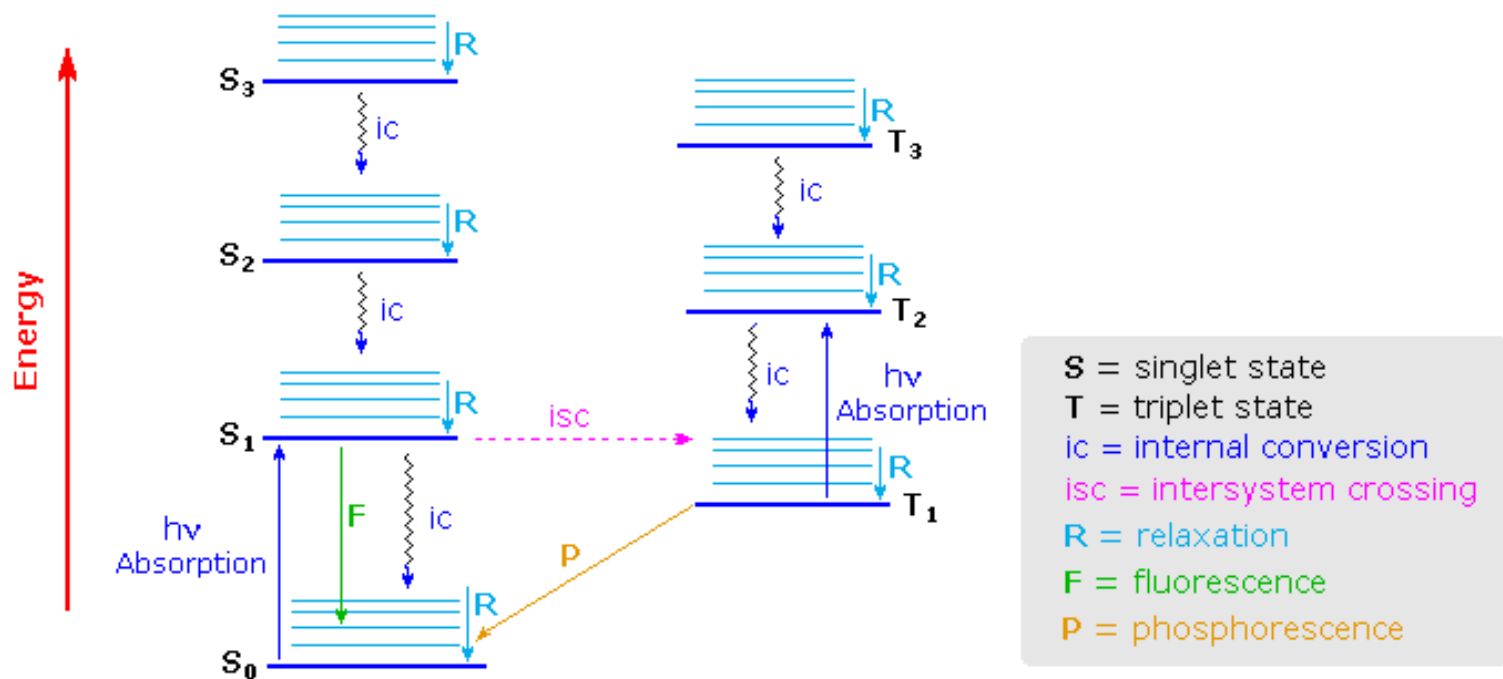 Energy
S3
R
ic
S2
R
ic
S1
R
isc
F
ic
hν
Absorption
R
S0
P
R
T3
ic
R
T2
ic
hν
Absorption
R
T1
S = singlet state
T = triplet state
ic = internal conversion
isc = intersystem crossing
R = relaxation
F = fluorescence
P = phosphorescence